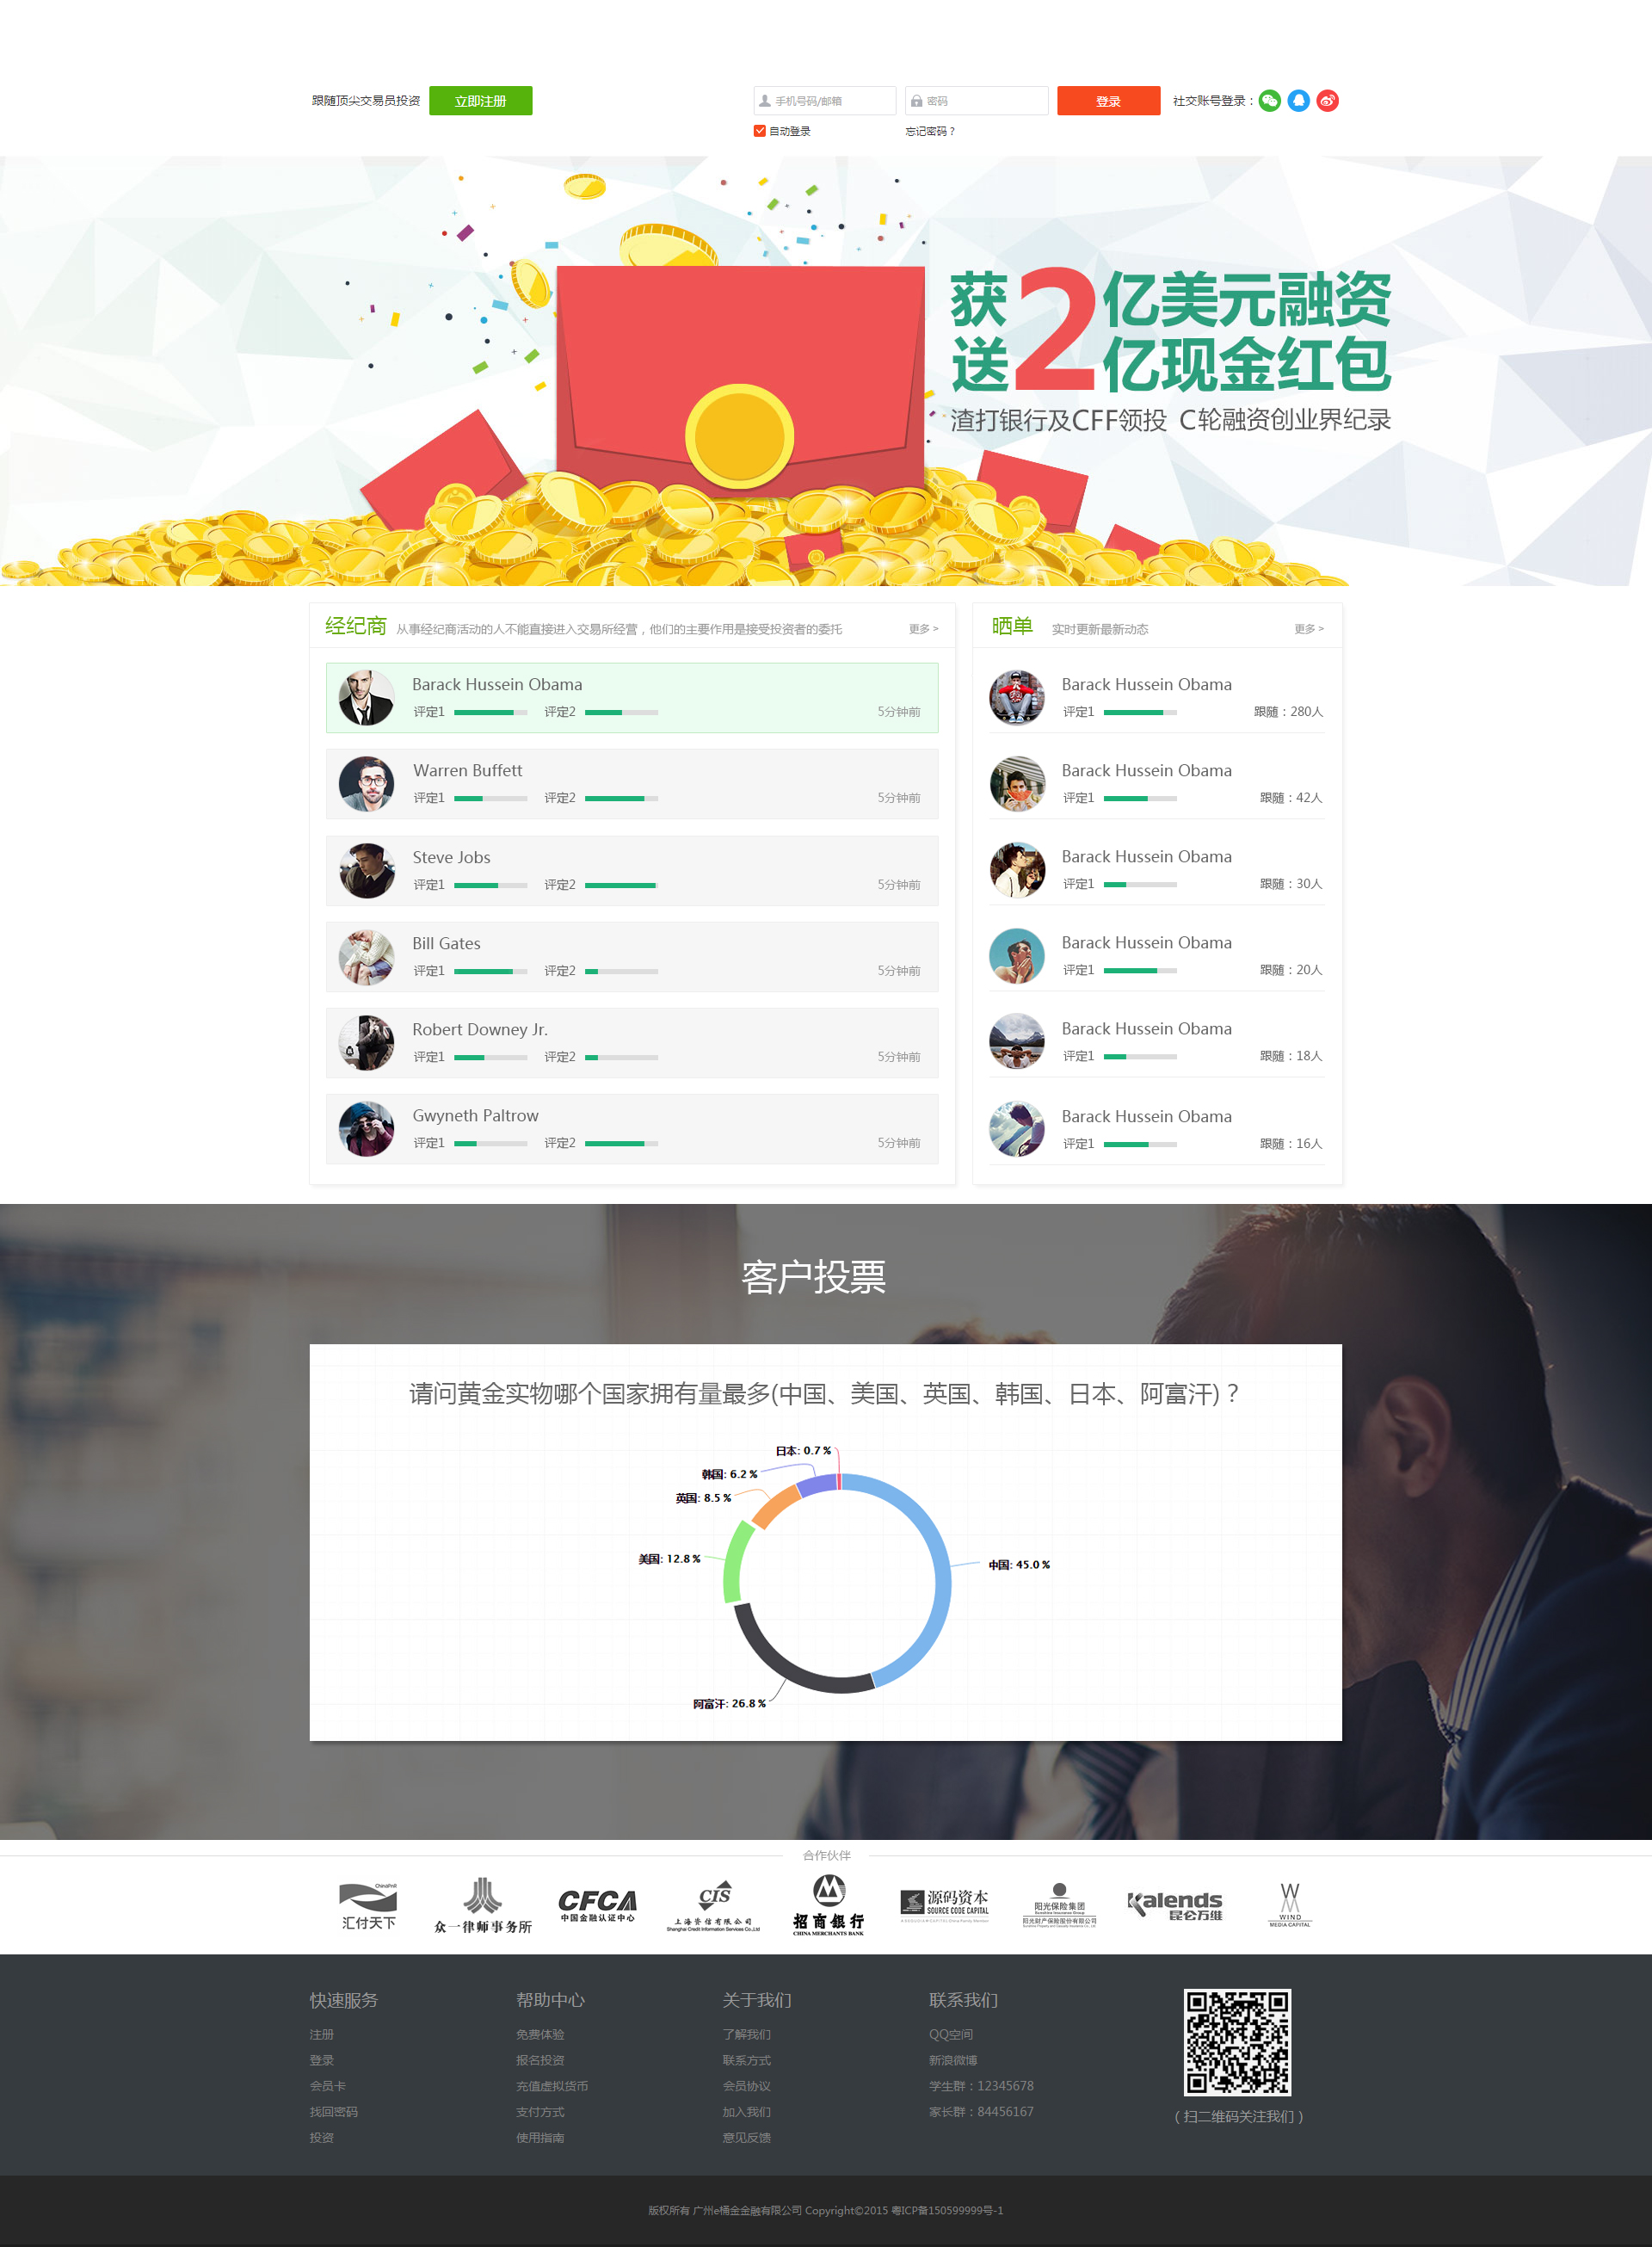 跟随顶尖交易员投资 立即注册 手机号码/邮箱 密码 登录 社交账号登录：
自动登录 忘记密码？
获2亿美元融资
送 亿现金红包
渣打银行及CFF领投 C轮融资创业界纪录
经纪商 从事经纪商活动的人不能直接进入交易所经营，他们的主要作用是接受投资者的委托 更多 >
Barack Hussein Obama
评定1 评定2 5分钟前
Warren Buffett
评定1 评定2 5分钟前
Steve Jobs
评定1 评定2 5分钟前
Bill Gates
评定1 评定2 5分钟前
Robert Downey Jr.
评定1 评定2 5分钟前
Gwyneth Paltrow
评定1 评定2 5分钟前
晒单 实时更新最新动态 更多 >
Barack Hussein Obama
评定1 跟随：280人
Barack Hussein Obama
评定1 跟随：42人
Barack Hussein Obama
评定1 跟随：30人
Barack Hussein Obama
评定1 跟随：20人
Barack Hussein Obama
评定1 跟随：18人
Barack Hussein Obama
评定1 跟随：16人
客户投票
请问黄金实物哪个国家拥有量最多(中国、美国、英国、韩国、日本、阿富汗)？
日本: 0.7 %
韩国: 6.2 %
英国: 8.5 %
美国: 12.8 %
中国: 45.0 %
阿富汗: 26.8 %
合作伙伴
ChinaPnR
汇付天下
众一律师事务所
CFCA
中国金融认证中心
CIS
上海资信有限公司
Shanghai Credit Information Services Co.,Ltd
招商银行
CHINA MERCHANTS BANK
源码资本
SOURCE CODE CAPITAL
阳光保险集团
Sunshine Insurance Group
阳光财产保险股份有限公司
Kalends
昆仑万维
WIND
MEDIA CAPITAL
快速服务
注册
登录
会员卡
找回密码
投资
帮助中心
免费体验
报名投资
充值虚拟货币
支付方式
使用指南
关于我们
了解我们
联系方式
会员协议
加入我们
意见反馈
联系我们
QQ空间
新浪微博
学生群：12345678
家长群：84456167
（扫二维码关注我们）
版权所有 广州e桶金金融有限公司 Copyright©2015 粤ICP备150599999号-1